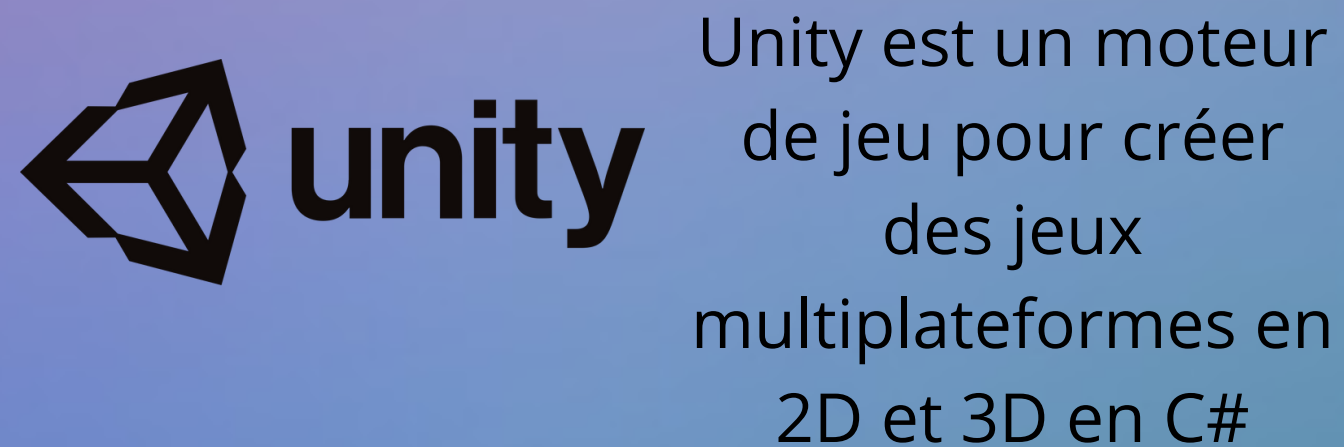 unity
Unity est un moteur
de jeu pour créer
des jeux
multiplateformes en
2D et 3D en C#